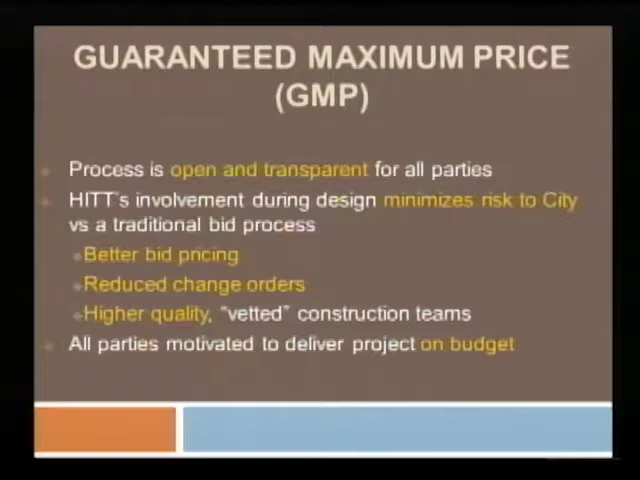 GUARANTEED MAXIMUM PRICE
(GMP)
Process is open and transparent for all parties
HITT's involvement during design minimizes risk to City
vs a traditional bid process
Better bid pricing
Reduced change orders
Higher quality, "vetted" construction teams
All parties motivated to deliver project on budget